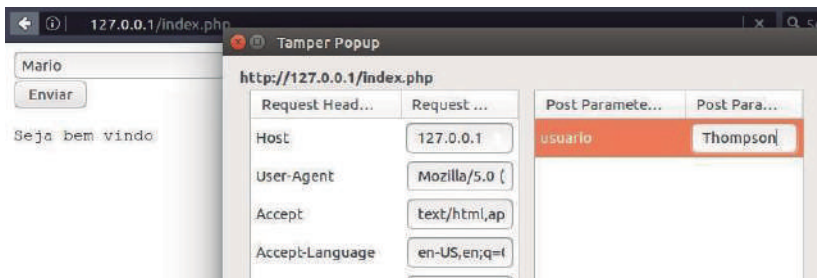 127.0.0.1/index.php
Tamper Popup
Mario
Enviar
Seja bem vindo
http://127.0.0.1/index.php
Request Head... Request ... Post Paramete... Post Para...
Host 127.0.0.1 usuario Thompson
User-Agent Mozilla/5.0 (
Accept text/html,ap
Accept-Language en-US,en;q=